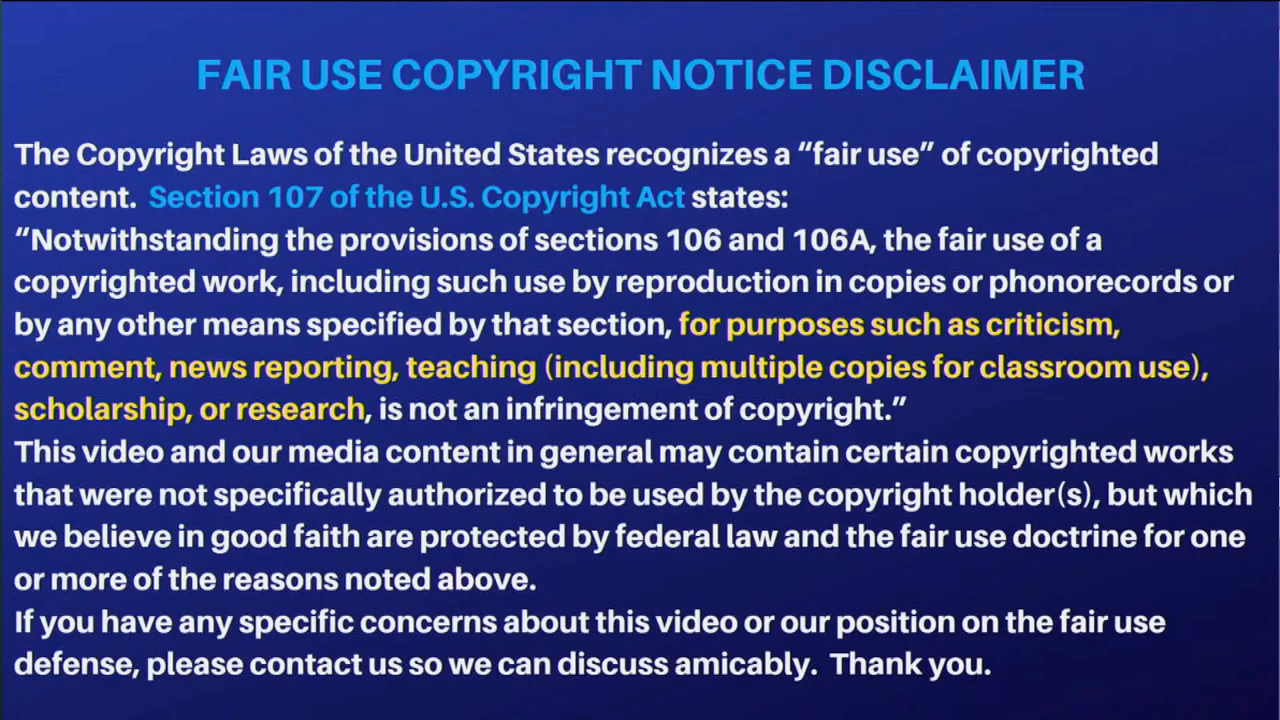 FAIR USE COPYRIGHT NOTICE DISCLAIMER
The Copyright Laws of the United States recognizes a “fair use” of copyrighted
content.  Section 107 of the U.S. Copyright Act states:
“Notwithstanding the provisions of sections 106 and 106A, the fair use of a
copyrighted work, including such use by reproduction in copies or phonorecords or
by any other means specified by that section, for purposes such as criticism,
comment, news reporting, teaching (including multiple copies for classroom use),
scholarship, or research, is not an infringement of copyright.”
This video and our media content in general may contain certain copyrighted works
that were not specifically authorized to be used by the copyright holder(s), but which
we believe in good faith are protected by federal law and the fair use doctrine for one
or more of the reasons noted above.
If you have any specific concerns about this video or our position on the fair use
defense, please contact us so we can discuss amicably.  Thank you.